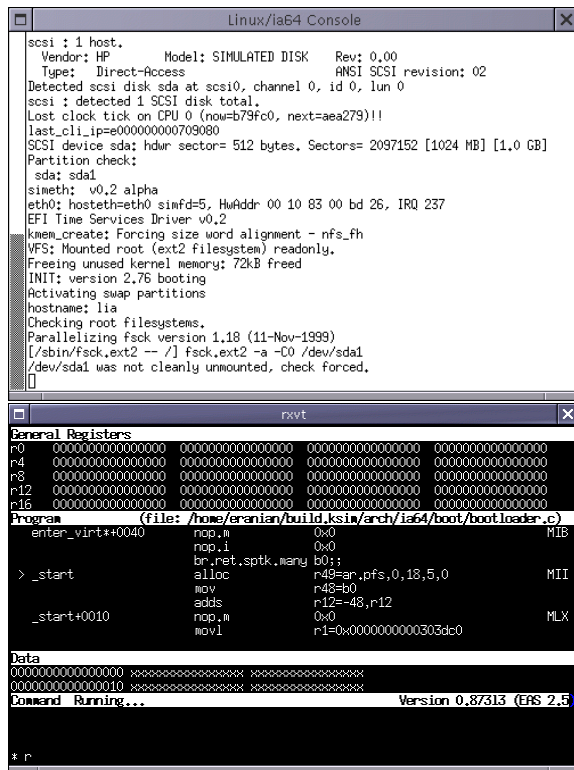 Linux/ia64 Console
scsi : 1 host.
Vendor: HP Model: SIMULATED DISK Rev: 0.00
Type: Direct-Access ANSI SCSI revision: 02
Detected scsi disk sda at scsi0, channel 0, id 0, lun 0
scsi : detected 1 SCSI disk total.
Lost clock tick on CPU 0 (now=b79fc0, next=aea279)!!
last_cli_ip=e000000000709080
SCSI device sda: hdwr sector= 512 bytes. Sectors= 2097152 [1024 MB] [1.0 GB]
Partition check:
sda: sda1
simeth: v0.2 alpha
eth0: hosteth=eth0 simfd=5, HwAddr 00 10 83 00 bd 26, IRQ 237
EFI Time Services Driver v0.2
kmem_create: Forcing size word alignment - nfs_fh
VFS: Mounted root (ext2 filesystem) readonly.
Freeing unused kernel memory: 72kB freed
INIT: version 2.76 booting
Activating swap partitions
hostname: lia
Checking root filesystems.
Parallelizing fsck version 1.18 (11-Nov-1999)
[/sbin/fsck.ext2 -- /] fsck.ext2 -a -C0 /dev/sda1
/dev/sda1 was not cleanly unmounted, check forced.
rxvt
General Registers
r0 0000000000000000 0000000000000000 0000000000000000 0000000000000000
r4 0000000000000000 0000000000000000 0000000000000000 0000000000000000
r8 0000000000000000 0000000000000000 0000000000000000 0000000000000000
r12 0000000000000000 0000000000000000 0000000000000000 0000000000000000
r16 0000000000000000 0000000000000000 0000000000000000 0000000000000000
Program (file: /home/eranian/build.ksim/arch/ia64/boot/bootloader.c)
enter_virt*+0040 nop.m 0x0 MIB
nop.i 0x0
br.ret.sptk.many b0;;
> _start alloc r49=ar.pfs,0,18,5,0 MII
mov r48=b0
adds r12=-48,r12
_start+0010 nop.m 0x0 MLX
movl r1=0x0000000000303dc0
Data
0000000000000000 xxxxxxxxxxxxxxxx xxxxxxxxxxxxxxxx
0000000000000010 xxxxxxxxxxxxxxxx xxxxxxxxxxxxxxxx
Command Running... Version 0.873l3 (EAS 2.5
* r